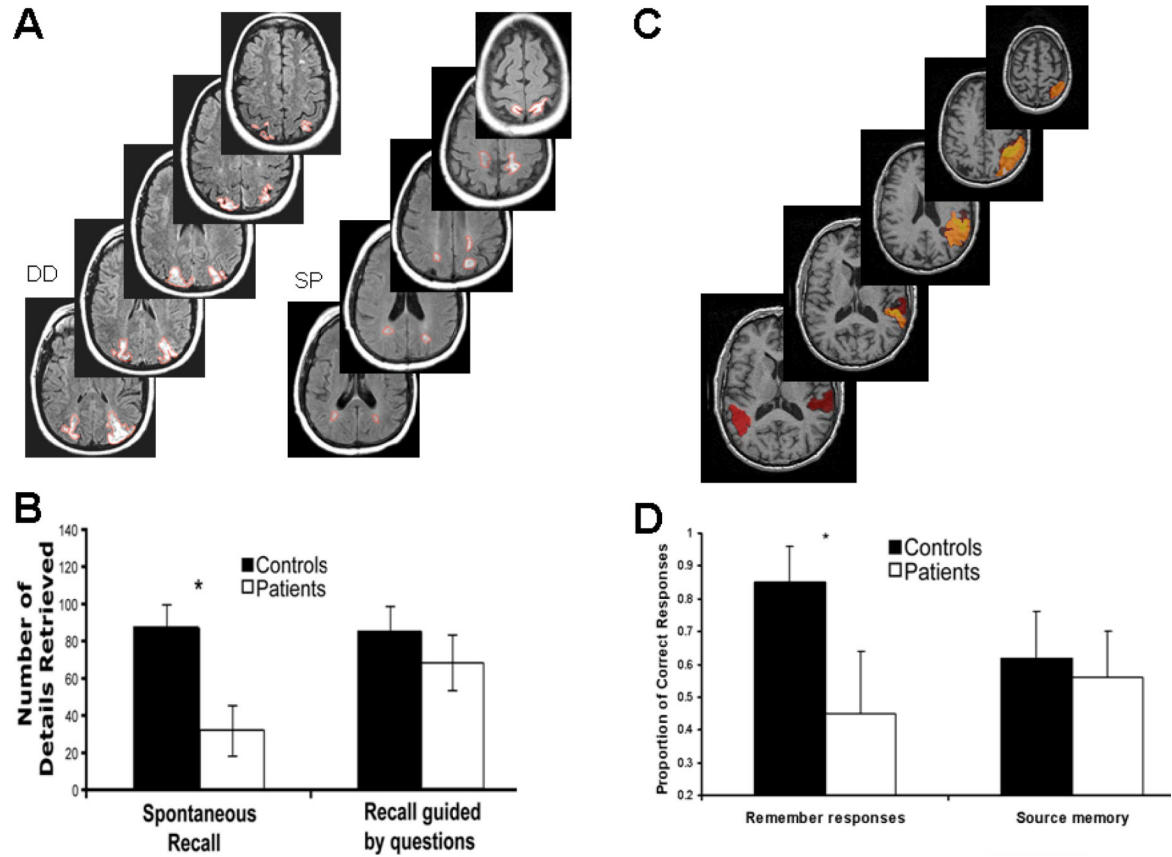 A
DD
SP
B
Number of
Details Retrieved
140
120
100
80
60
40
20
0
*
Controls
Patients
Spontaneous
Recall
Recall guided
by questions
C
D
Proportion of Correct Responses
1
0.9
0.8
0.7
0.6
0.5
0.4
0.3
0.2
*
Controls
Patients
Remember responses
Source memory